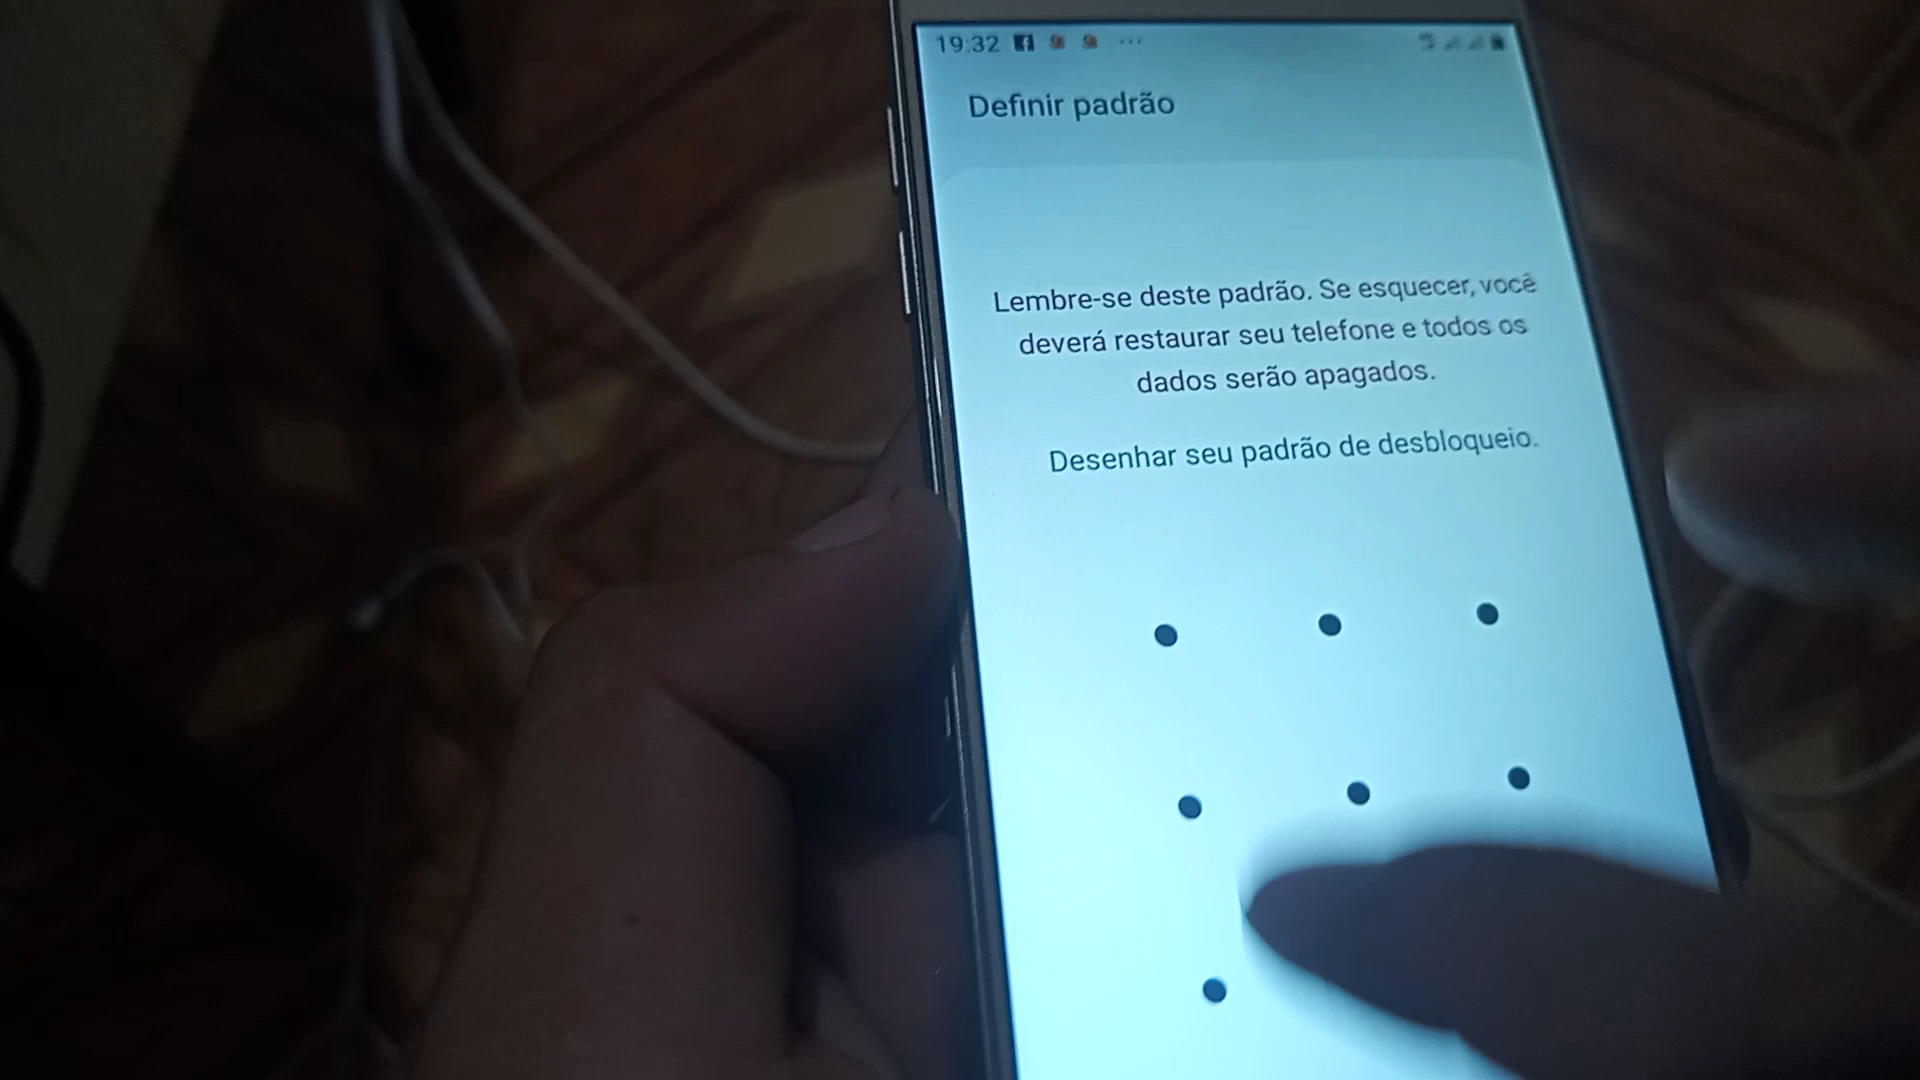 19:32
Definir padrão
Lembre-se deste padrão. Se esquecer, você
deverá restaurar seu telefone e todos os
dados serão apagados.
Desenhar seu padrão de desbloqueio.